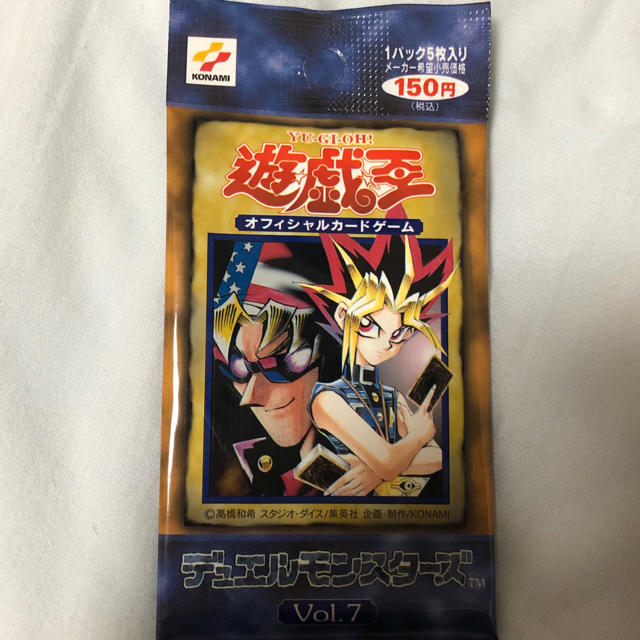 KONAMI
1パック5枚入り
メーカー希望小売価格
150円
(税込)
YU-GI-OH!
遊戯王
オフィシャルカードゲーム
©高橋和希 スタジオ・ダイス/集英社 企画・制作/KONAMI
デュエルモンスターズ™
Vol.7